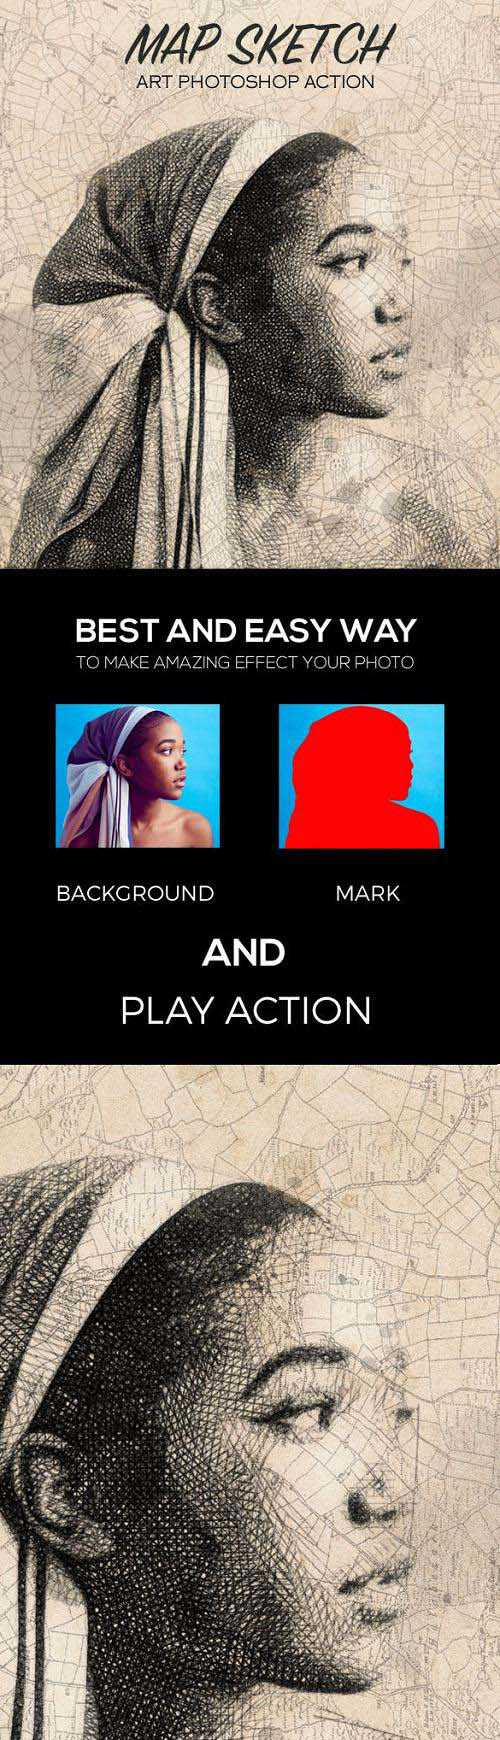 MAP SKETCH
ART PHOTOSHOP ACTION
BEST AND EASY WAY
TO MAKE AMAZING EFFECT YOUR PHOTO
BACKGROUND
MARK
AND
PLAY ACTION